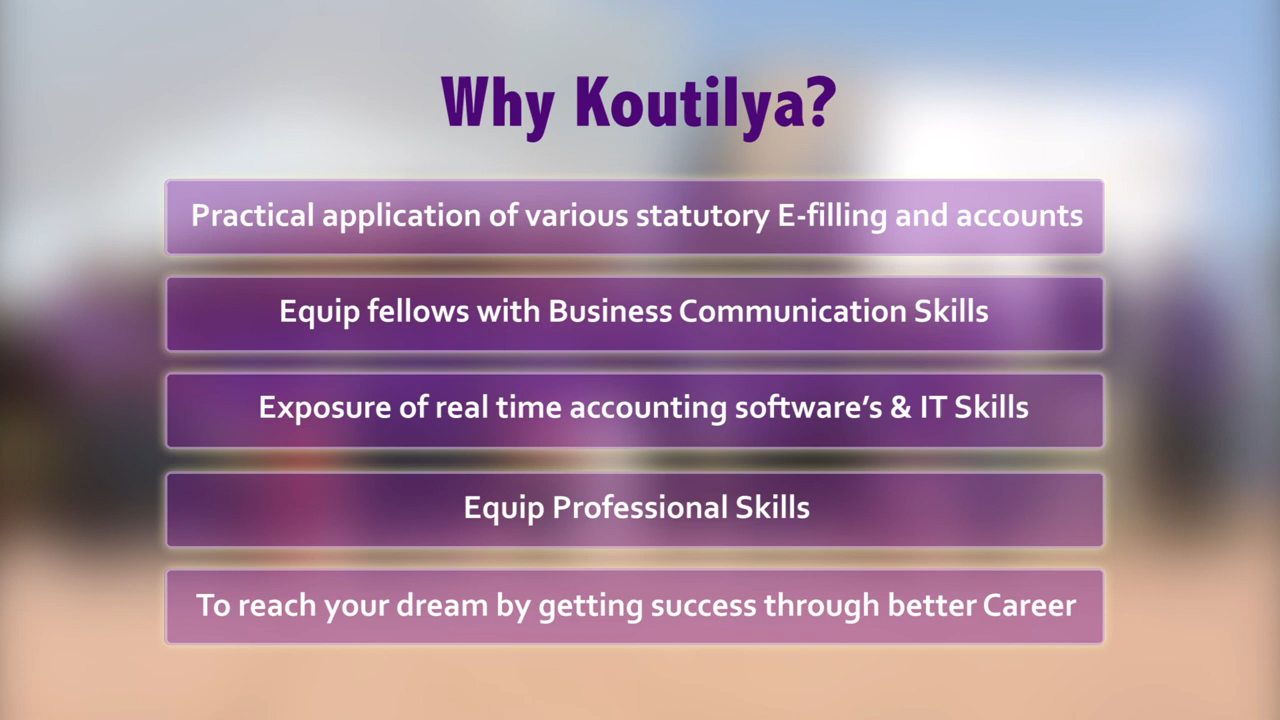 Why Koutilya?
Practical application of various statutory E-filling and accounts
Equip fellows with Business Communication Skills
Exposure of real time accounting software’s & IT Skills
Equip Professional Skills
To reach your dream by getting success through better Career